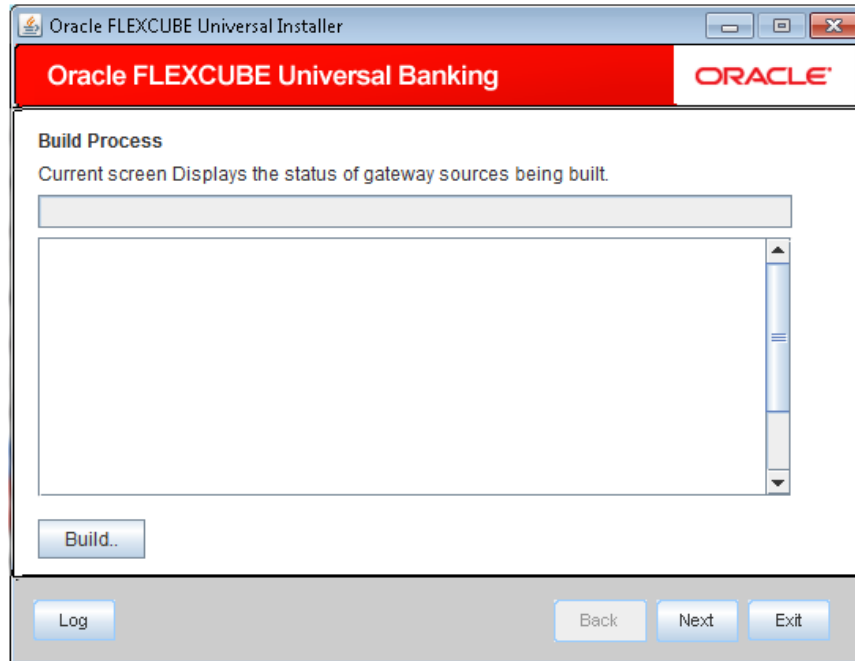 Oracle FLEXCUBE Universal Installer
Oracle FLEXCUBE Universal Banking
ORACLE
Build Process
Current screen Displays the status of gateway sources being built.
Build..
Log
Back
Next
Exit